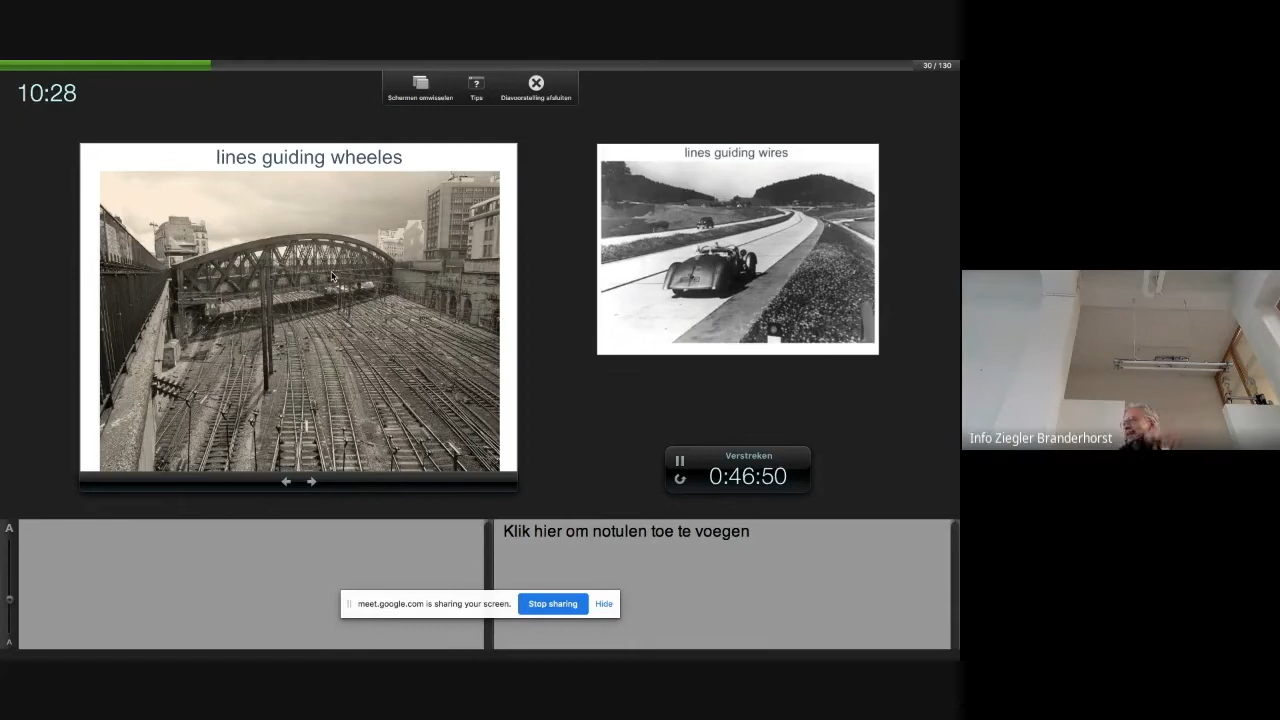 30 / 130
10:28
Schermen omwisselen
Tips
Diavoorstelling afsluiten
lines guiding wheeles
lines guiding wires
Verstreken
0:46:50
A
A
Klik hier om notulen toe te voegen
meet.google.com is sharing your screen.
Stop sharing
Hide
Info Ziegler Branderhorst